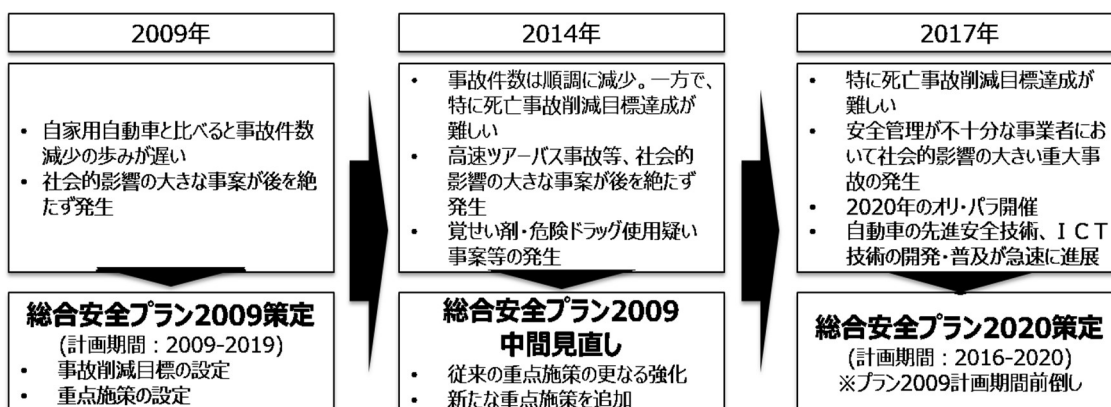 2009年
・ 自家用自動車と比べると事故件数
減少の歩みが遅い
・ 社会的影響の大きな事案が後を絶
たず発生
総合安全プラン2009策定
(計画期間：2009-2019)
・ 事故削減目標の設定
・ 重点施策の設定
2014年
・ 事故件数は順調に減少。一方で、
特に死亡事故削減目標達成が
難しい
・ 高速ツアーバス事故等、社会的
影響の大きな事案が後を絶たず
発生
・ 覚せい剤・危険ドラッグ使用疑い
事案等の発生
総合安全プラン2009
中間見直し
・ 従来の重点施策の更なる強化
・ 新たな重点施策を追加
2017年
・ 特に死亡事故削減目標達成が
難しい
・ 安全管理が不十分な事業者にお
いて社会的影響の大きい重大事
故の発生
・ 2020年のオリ・パラ開催
・ 自動車の先進安全技術、ＩＣＴ
技術の開発・普及が急速に進展
総合安全プラン2020策定
(計画期間：2016-2020)
※プラン2009計画期間前倒し